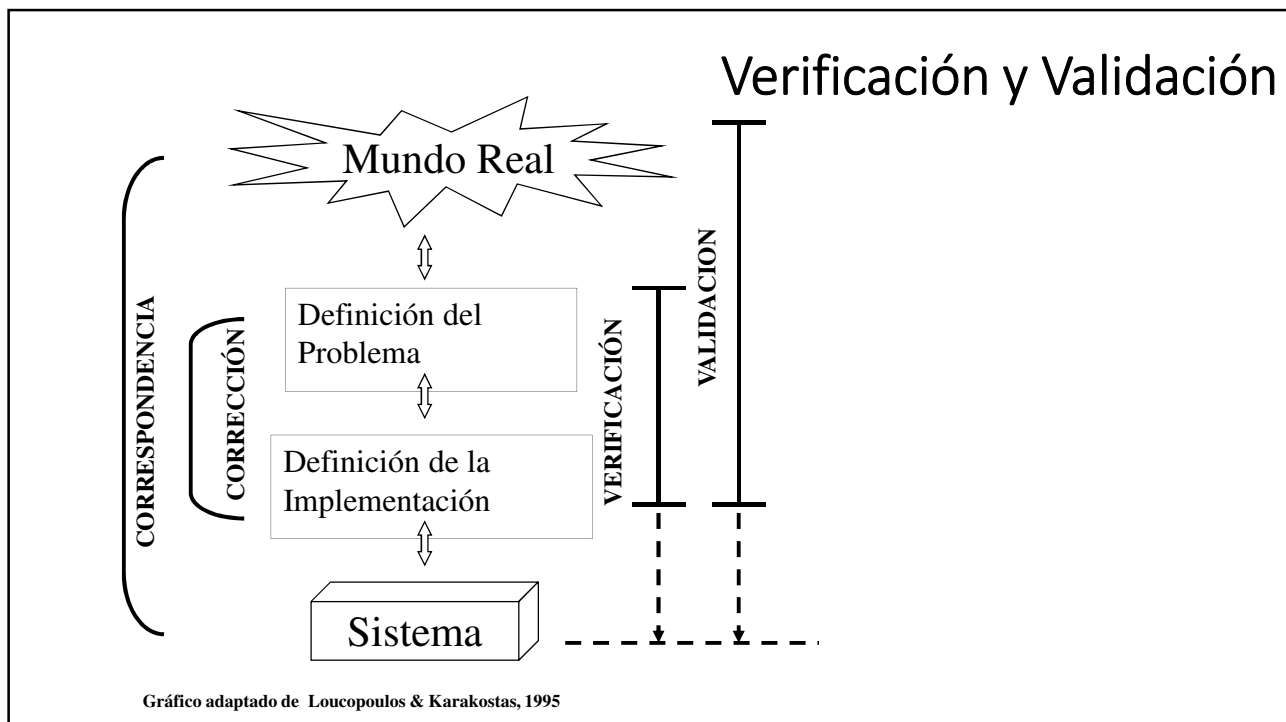 Verificación y Validación
Mundo Real
Definición del
Problema
Definición de la
Implementación
Sistema
CORRESPONDENCIA
CORRECCIÓN
VERIFICACIÓN
VALIDACION
Gráfico adaptado de Loucopoulos & Karakostas, 1995